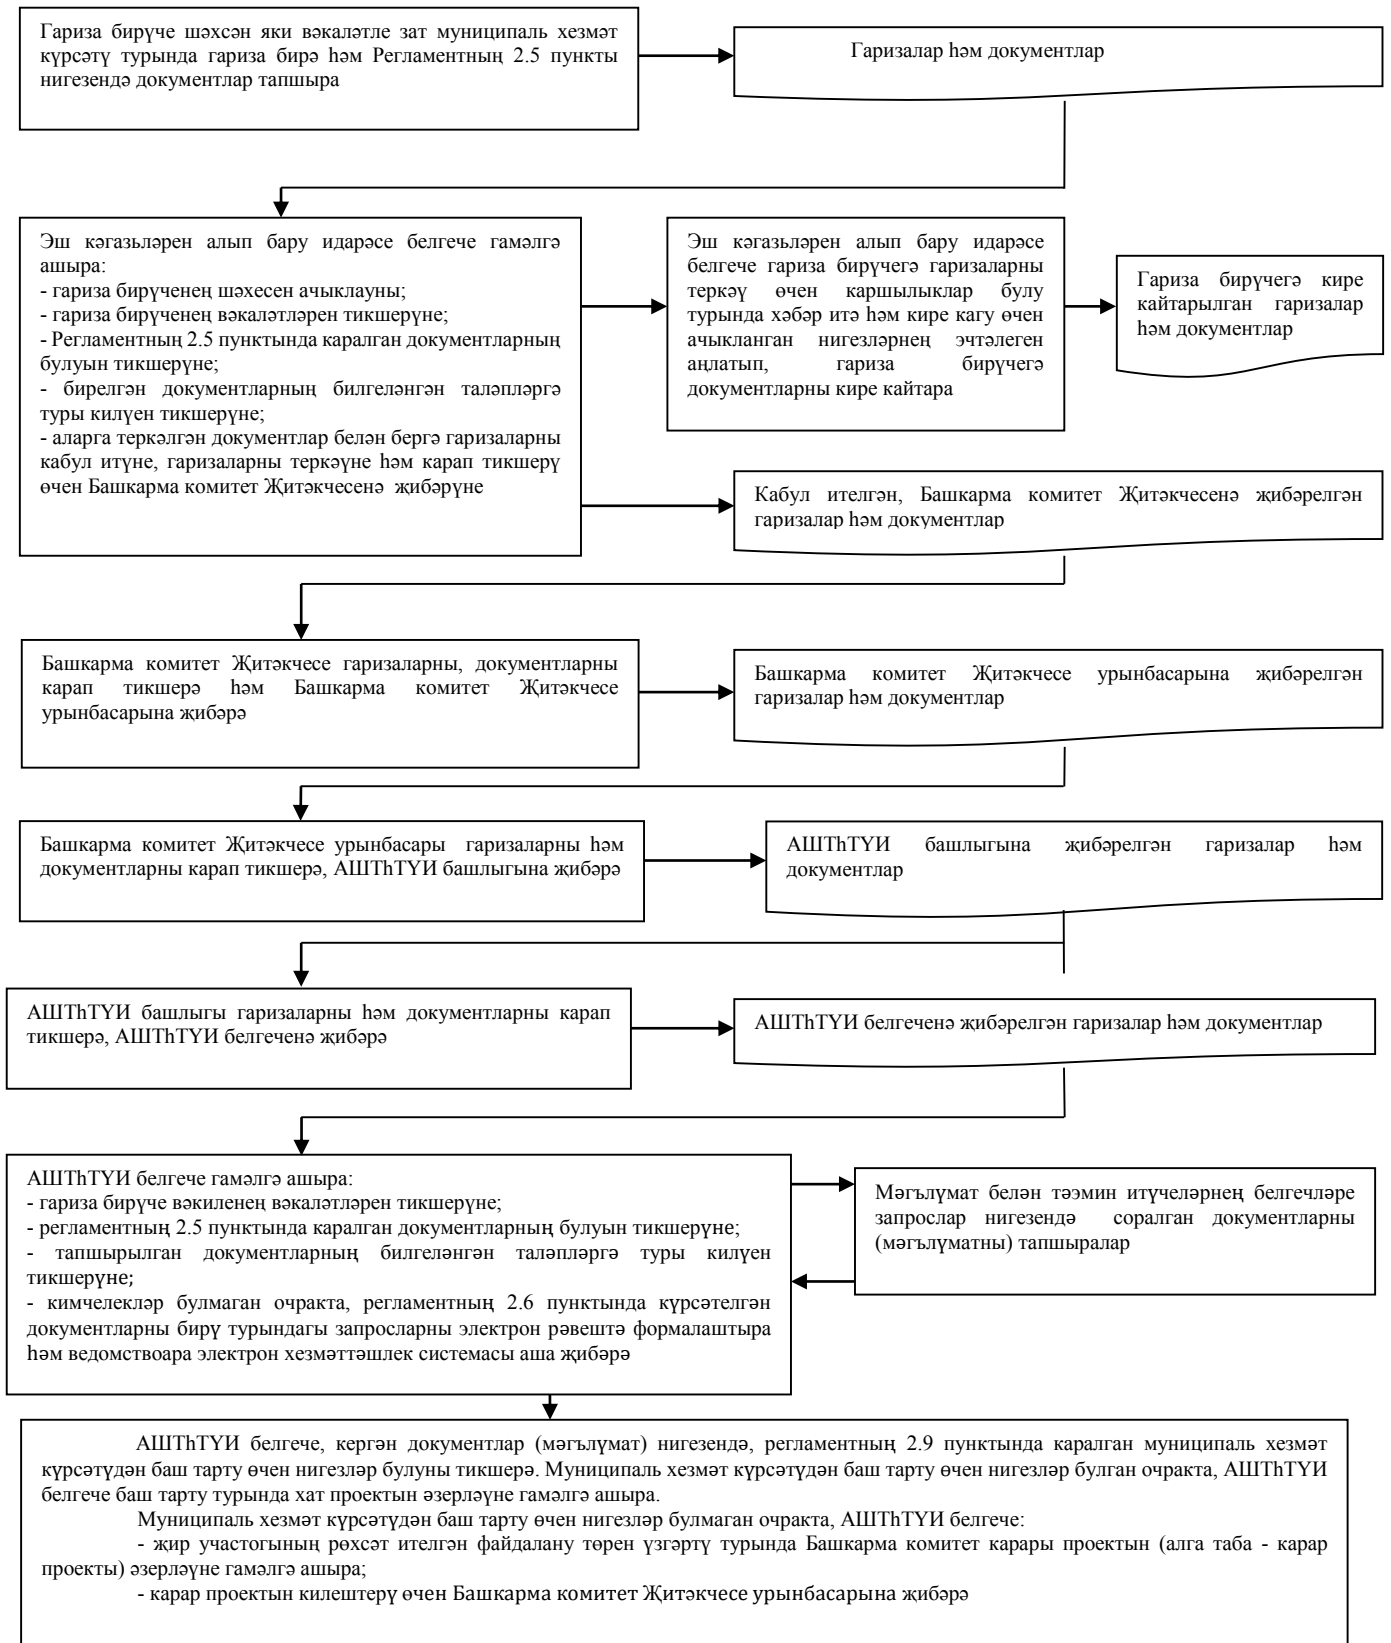 Гариза бирүче шәхсән яки вәкаләтле зат муниципаль хезмәт
күрсәтү турында гариза бирә һәм Регламентның 2.5 пункты
нигезендә документлар тапшыра
Гаризалар һәм документлар
Эш кәгазьләрен алып бару идарәсе белгече гамәлгә
ашыра:
- гариза бирүченең шәхесен ачыклауны;
- гариза бирүченең вәкаләтләрен тикшерүне;
- Регламентның 2.5 пунктында каралган документларның
булуын тикшерүне;
- бирелгән документларның билгеләнгән таләпләргә
туры килүен тикшерүне;
- аларга теркәлгән документлар белән бергә гаризаларны
кабул итүне, гаризаларны теркәүне һәм карап тикшерү
өчен Башкарма комитет Җитәкчесенә җибәрүне
Эш кәгазьләрен алып бару идарәсе
белгече гариза бирүчегә гаризаларны
теркәү өчен каршылыклар булу
турында хәбәр итә һәм кире кагу өчен
ачыкланган нигезләрнең эчтәлеген
аңлатып, гариза бирүчегә
документларны кире кайтара
Гариза бирүчегә кире
кайтарылган гаризалар
һәм документлар
Кабул ителгән, Башкарма комитет Җитәкчесенә җибәрелгән
гаризалар һәм документлар
Башкарма комитет Җитәкчесе гаризаларны, документларны
карап тикшерә һәм Башкарма комитет Җитәкчесе
урынбасарына җибәрә
Башкарма комитет Җитәкчесе урынбасарына җибәрелгән
гаризалар һәм документлар
Башкарма комитет Җитәкчесе урынбасары гаризаларны һәм
документларны карап тикшерә, АШТһТҮИ башлыгына җибәрә
АШТһТҮИ башлыгына җибәрелгән гаризалар һәм
документлар
АШТһТҮИ башлыгы гаризаларны һәм документларны карап
тикшерә, АШТһТҮИ белгеченә җибәрә
АШТһТҮИ белгеченә җибәрелгән гаризалар һәм документлар
АШТһТҮИ белгече гамәлгә ашыра:
- гариза бирүче вәкиленең вәкаләтләрен тикшерүне;
- регламентның 2.5 пунктында каралган документларның булуын тикшерүне;
- тапшырылган документларның билгеләнгән таләпләргә туры килүен
тикшерүне;
- кимчелекләр булмаган очракта, регламентның 2.6 пунктында күрсәтелгән
документларны бирү турындагы запросларны электрон рәвештә формалаштыра
һәм ведомствоара электрон хезмәттәшлек системасы аша җибәрә
Мәгълүмат белән тәэмин итүчеләрнең белгечләре
запрослар нигезендә соралган документларны
(мәгълүматны) тапшыралар
АШТһТҮИ белгече, кергән документлар (мәгълүмат) нигезендә, регламентның 2.9 пунктында каралган муниципаль хезмәт
күрсәтүдән баш тарту өчен нигезләр булуны тикшерә. Муниципаль хезмәт күрсәтүдән баш тарту өчен нигезләр булган очракта, АШТһТҮИ
белгече баш тарту турында хат проектын әзерләүне гамәлгә ашыра.
Муниципаль хезмәт күрсәтүдән баш тарту өчен нигезләр булмаган очракта, АШТһТҮИ белгече:
- җир участогының рөхсәт ителгән файдалану төрен үзгәртү турында Башкарма комитет карары проектын (алга таба - карар
проекты) әзерләүне гамәлгә ашыра;
- карар проектын килештерү өчен Башкарма комитет Җитәкчесе урынбасарына җибәрә